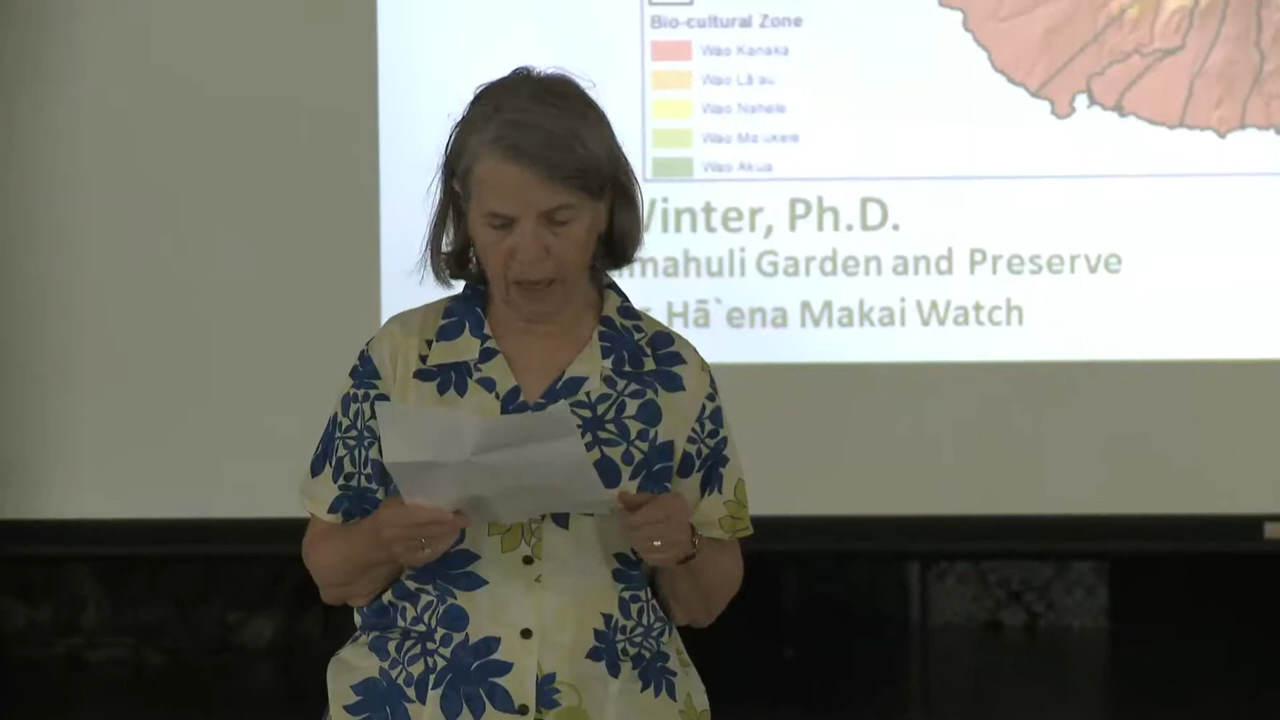 Bio-cultural Zone
Wao Kanaka
Wao Lā`au
Wao Nahele
Wao Ma`ukele
Wao Akua
Winter, Ph.D.
mahuli Garden and Preserve
Hā`ena Makai Watch